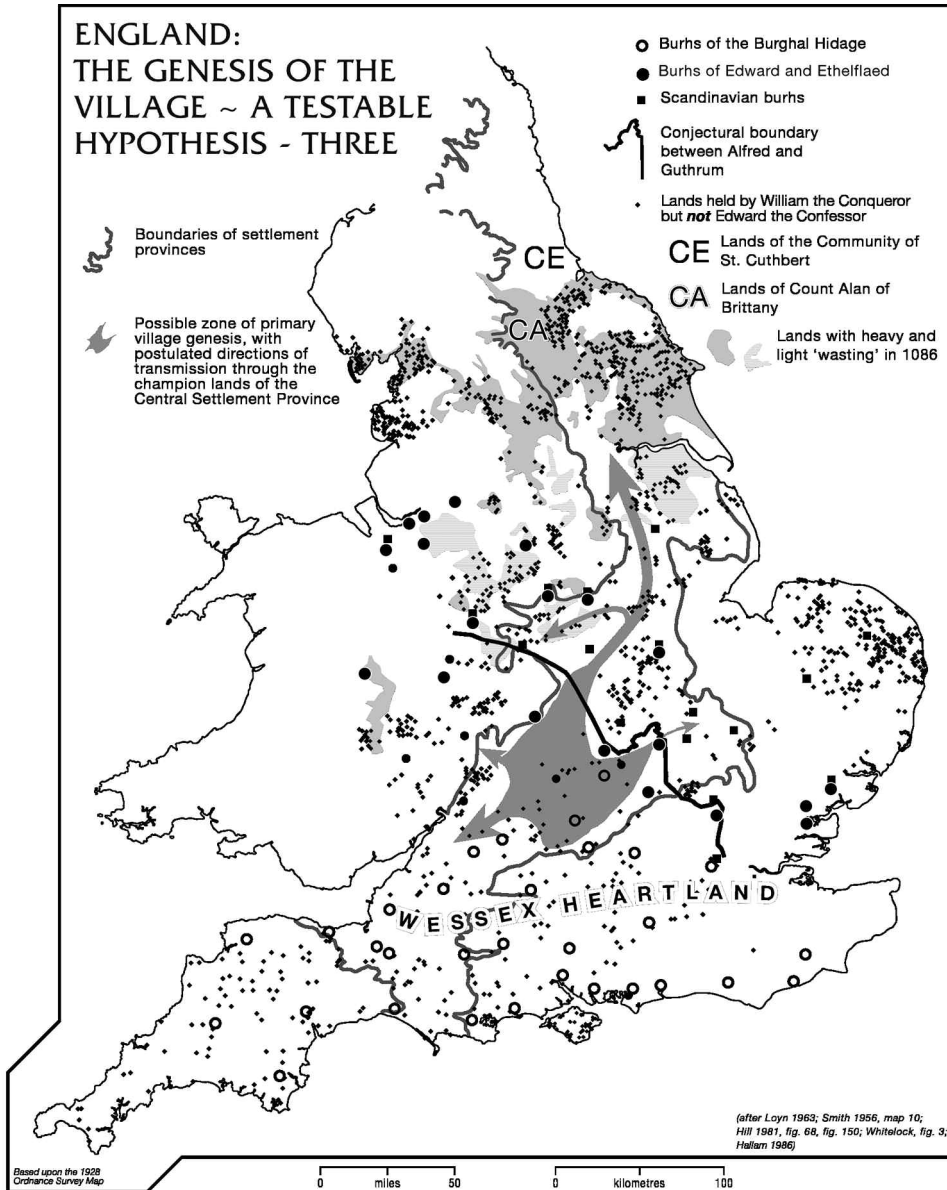 ENGLAND:
THE GENESIS OF THE
VILLAGE ~ A TESTABLE
HYPOTHESIS - THREE
Burhs of the Burghal Hidage
Burhs of Edward and Ethelflaed
Scandinavian burhs
Conjectural boundary
between Alfred and
Guthrum
Lands held by William the Conqueror
but not Edward the Confessor
CE Lands of the Community of
St. Cuthbert
CA Lands of Count Alan of
Brittany
Lands with heavy and
light 'wasting' in 1086
Boundaries of settlement
provinces
Possible zone of primary
village genesis, with
postulated directions of
transmission through the
champion lands of the
Central Settlement Province
CE
CA
WESSEX HEARTLAND
(after Loyn 1963; Smith 1956, map 10;
Hill 1981, fig. 68, fig. 150; Whitelock, fig. 3;
Hallam 1986)
Based upon the 1928
Ordnance Survey Map
0 miles 50
0 kilometres 100